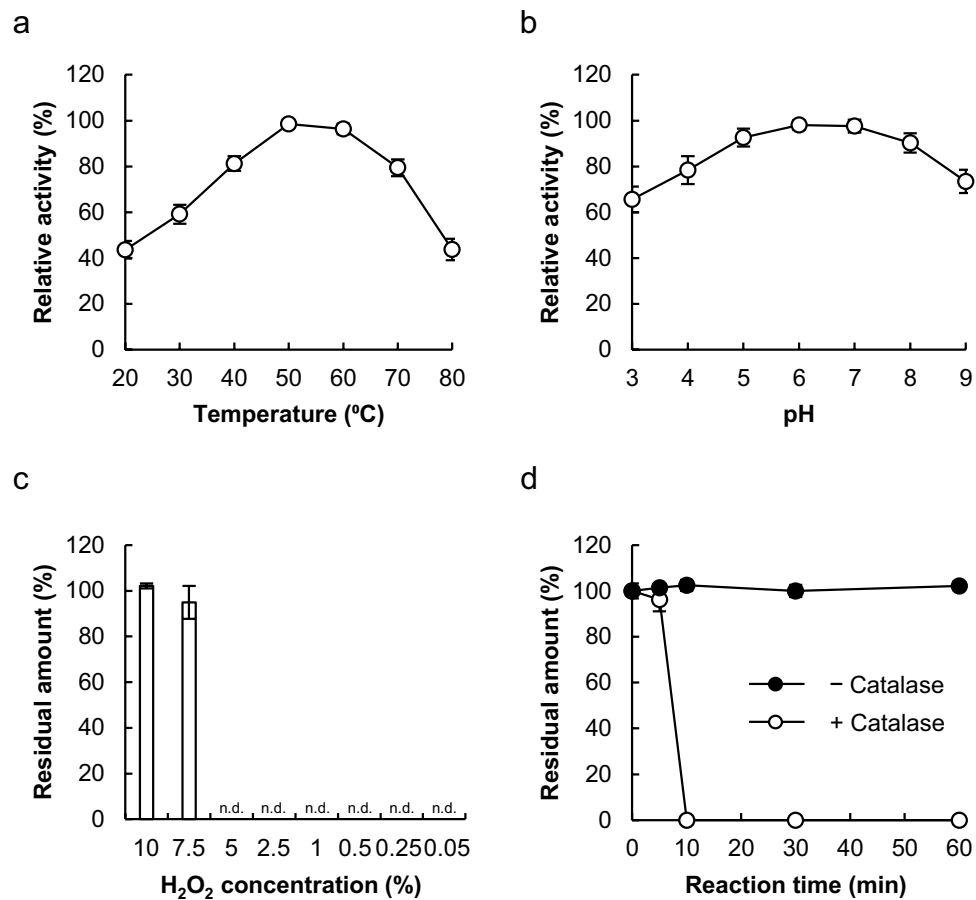 a
120
100
80
60
40
20
0
Relative activity (%)
20 30 40 50 60 70 80
Temperature (ºC)
b
120
100
80
60
40
20
0
Relative activity (%)
3 4 5 6 7 8 9
pH
c
120
100
80
60
40
20
0
Residual amount (%)
n.d. n.d. n.d. n.d. n.d. n.d.
10 7.5 5 2.5 1 0.5 0.25 0.05
H₂O₂ concentration (%)
d
120
100
80
60
40
20
0
Residual amount (%)
− Catalase
+ Catalase
0 10 20 30 40 50 60
Reaction time (min)